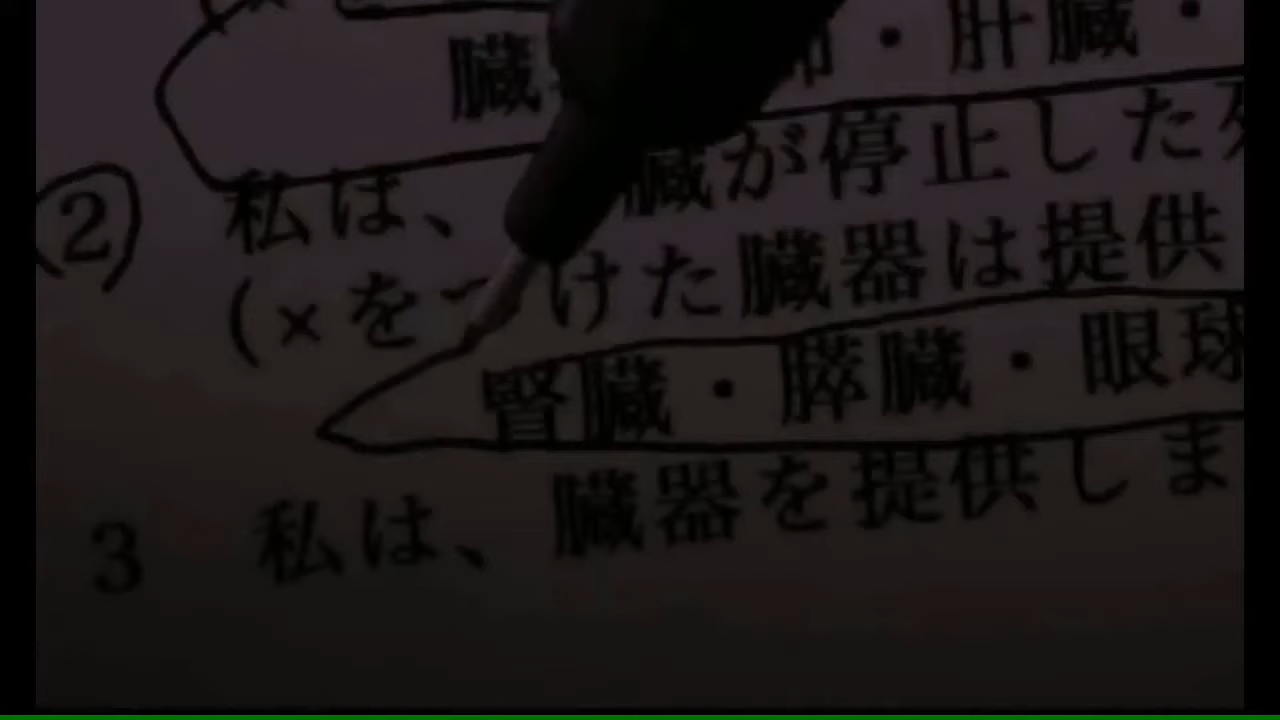 臓 ・肝臓・
② 私は、 臓が停止した
(×をつけた臓器は提供
腎臓・膵臓・眼球
3 私は、臓器を提供しま